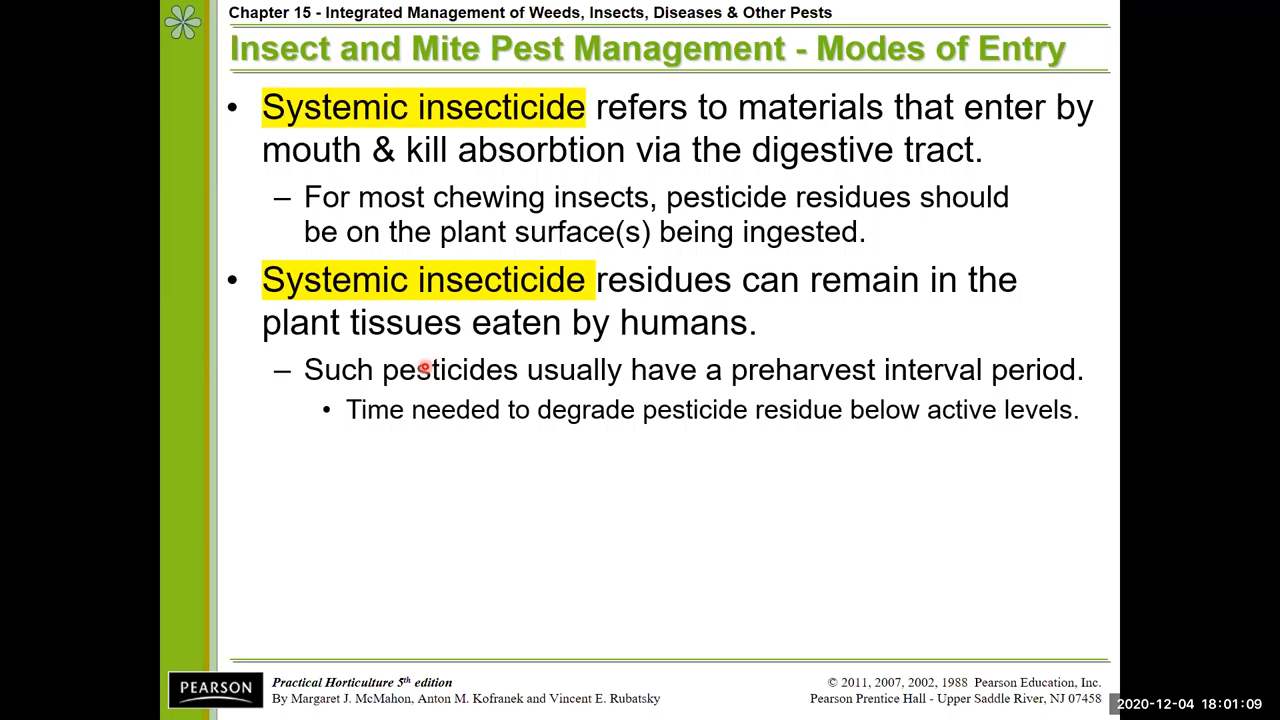 Chapter 15 - Integrated Management of Weeds, Insects, Diseases & Other Pests
Insect and Mite Pest Management - Modes of Entry
• Systemic insecticide refers to materials that enter by
mouth & kill absorbtion via the digestive tract.
– For most chewing insects, pesticide residues should
be on the plant surface(s) being ingested.
• Systemic insecticide residues can remain in the
plant tissues eaten by humans.
– Such pesticides usually have a preharvest interval period.
• Time needed to degrade pesticide residue below active levels.
PEARSON
Practical Horticulture 5th edition
By Margaret J. McMahon, Anton M. Kofranek and Vincent E. Rubatsky
© 2011, 2007, 2002, 1988 Pearson Education, Inc.
Pearson Prentice Hall - Upper Saddle River, NJ 07458
2020-12-04 18:01:09